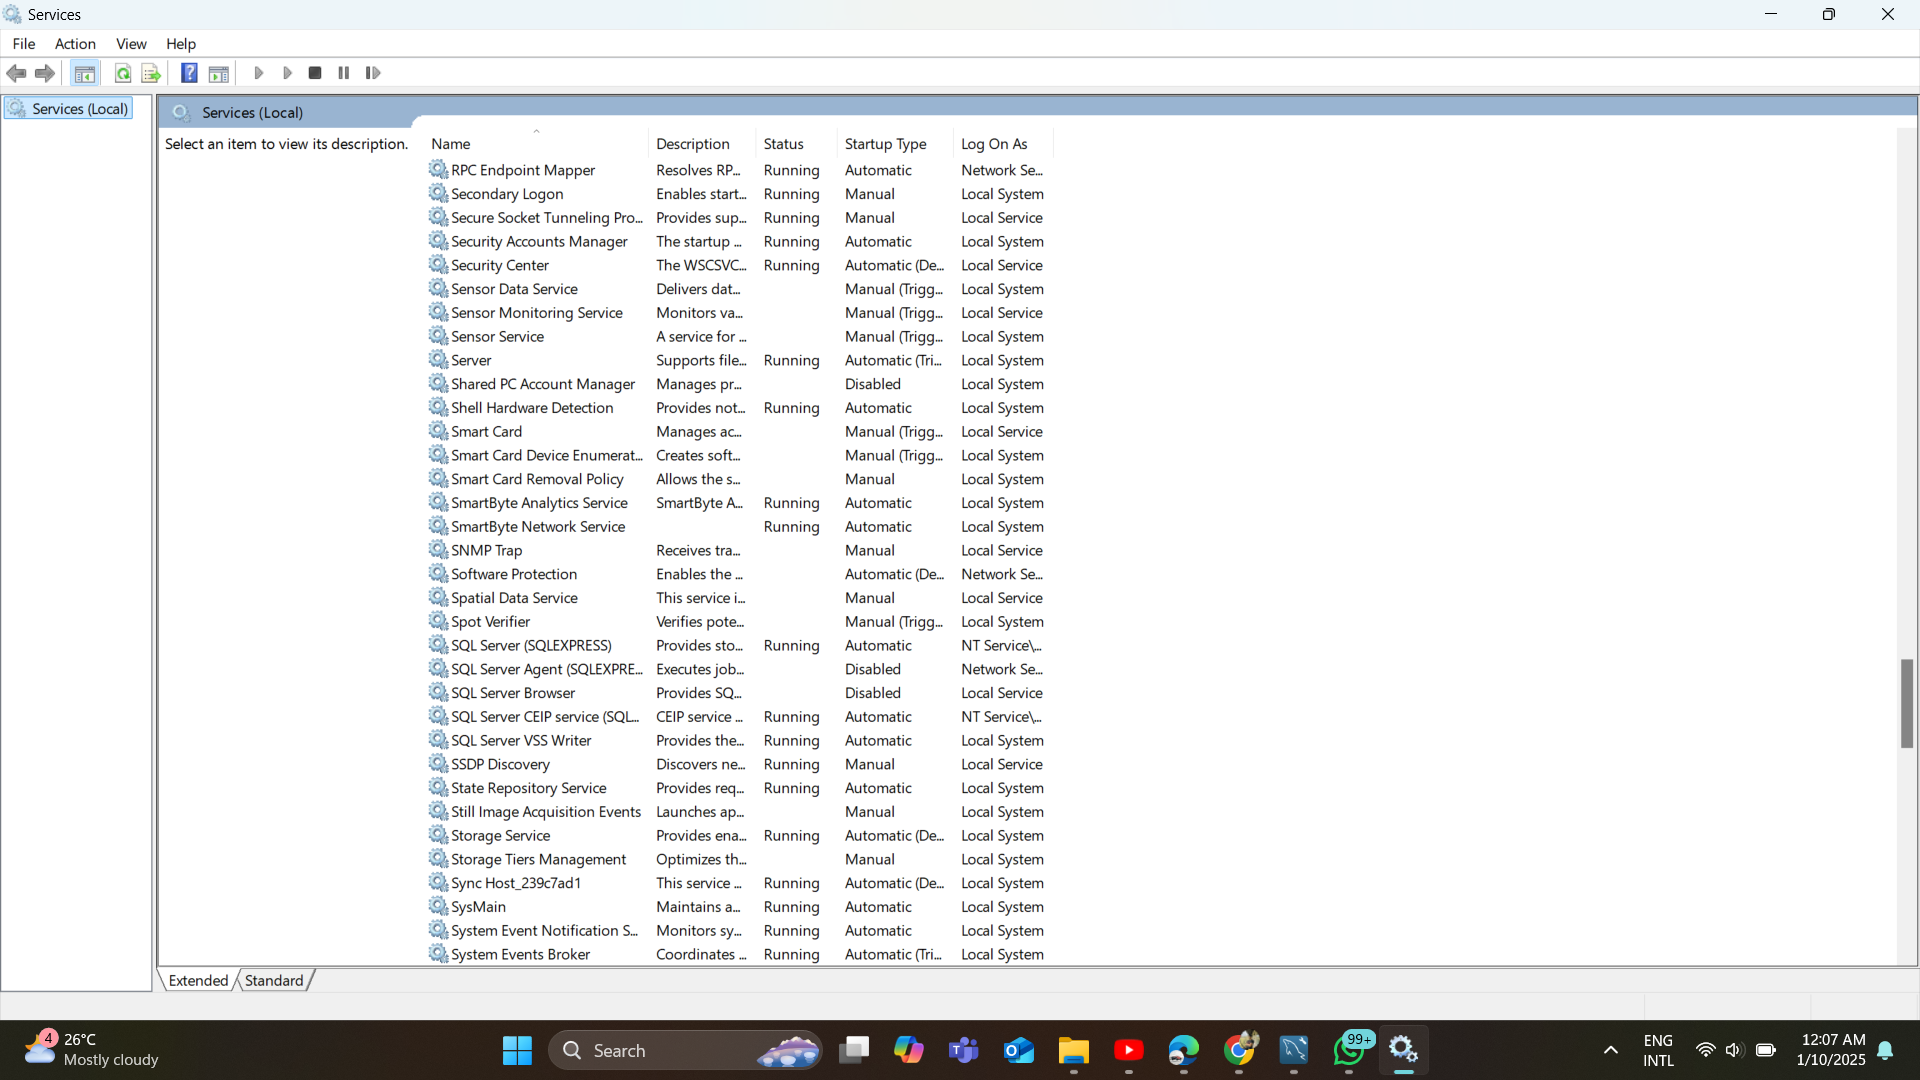 Services
File Action View Help
Services (Local)
Services (Local)
Select an item to view its description.
Name Description Status Startup Type Log On As
RPC Endpoint Mapper Resolves RP... Running Automatic Network Se...
Secondary Logon Enables start... Running Manual Local System
Secure Socket Tunneling Pro... Provides sup... Running Manual Local Service
Security Accounts Manager The startup ... Running Automatic Local System
Security Center The WSCSVC... Running Automatic (De... Local Service
Sensor Data Service Delivers dat... Manual (Trigg... Local System
Sensor Monitoring Service Monitors va... Manual (Trigg... Local Service
Sensor Service A service for ... Manual (Trigg... Local System
Server Supports file... Running Automatic (Tri... Local System
Shared PC Account Manager Manages pr... Disabled Local System
Shell Hardware Detection Provides not... Running Automatic Local System
Smart Card Manages ac... Manual (Trigg... Local Service
Smart Card Device Enumerat... Creates soft... Manual (Trigg... Local System
Smart Card Removal Policy Allows the s... Manual Local System
SmartByte Analytics Service SmartByte A... Running Automatic Local System
SmartByte Network Service Running Automatic Local System
SNMP Trap Receives tra... Manual Local Service
Software Protection Enables the ... Automatic (De... Network Se...
Spatial Data Service This service i... Manual Local Service
Spot Verifier Verifies pote... Manual (Trigg... Local System
SQL Server (SQLEXPRESS) Provides sto... Running Automatic NT Service\...
SQL Server Agent (SQLEXPRE... Executes job... Disabled Network Se...
SQL Server Browser Provides SQ... Disabled Local Service
SQL Server CEIP service (SQL... CEIP service ... Running Automatic NT Service\...
SQL Server VSS Writer Provides the... Running Automatic Local System
SSDP Discovery Discovers ne... Running Manual Local Service
State Repository Service Provides req... Running Automatic Local System
Still Image Acquisition Events Launches ap... Manual Local System
Storage Service Provides ena... Running Automatic (De... Local System
Storage Tiers Management Optimizes th... Manual Local System
Sync Host_239c7ad1 This service ... Running Automatic (De... Local System
SysMain Maintains a... Running Automatic Local System
System Event Notification S... Monitors sy... Running Automatic Local System
System Events Broker Coordinates ... Running Automatic (Tri... Local System
Extended Standard
4 26°C
Mostly cloudy
Search
99+
ENG
INTL
12:07 AM
1/10/2025